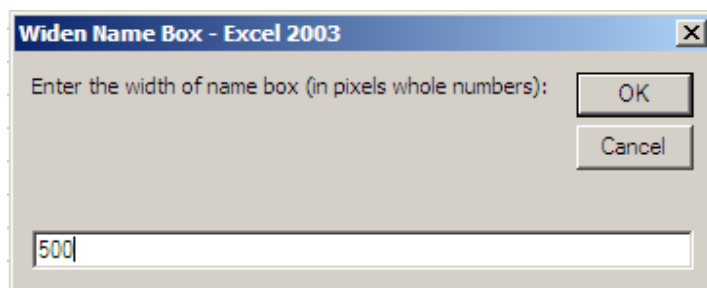 Widen Name Box - Excel 2003
Enter the width of name box (in pixels whole numbers):
OK
Cancel
500